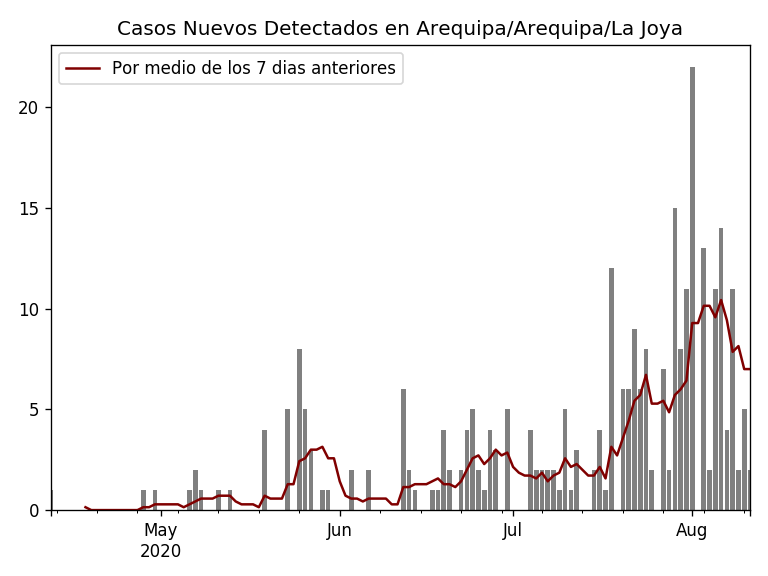 Casos Nuevos Detectados en Arequipa/Arequipa/La Joya
Por medio de los 7 dias anteriores
20
15
10
5
0
May Jun Jul Aug
2020